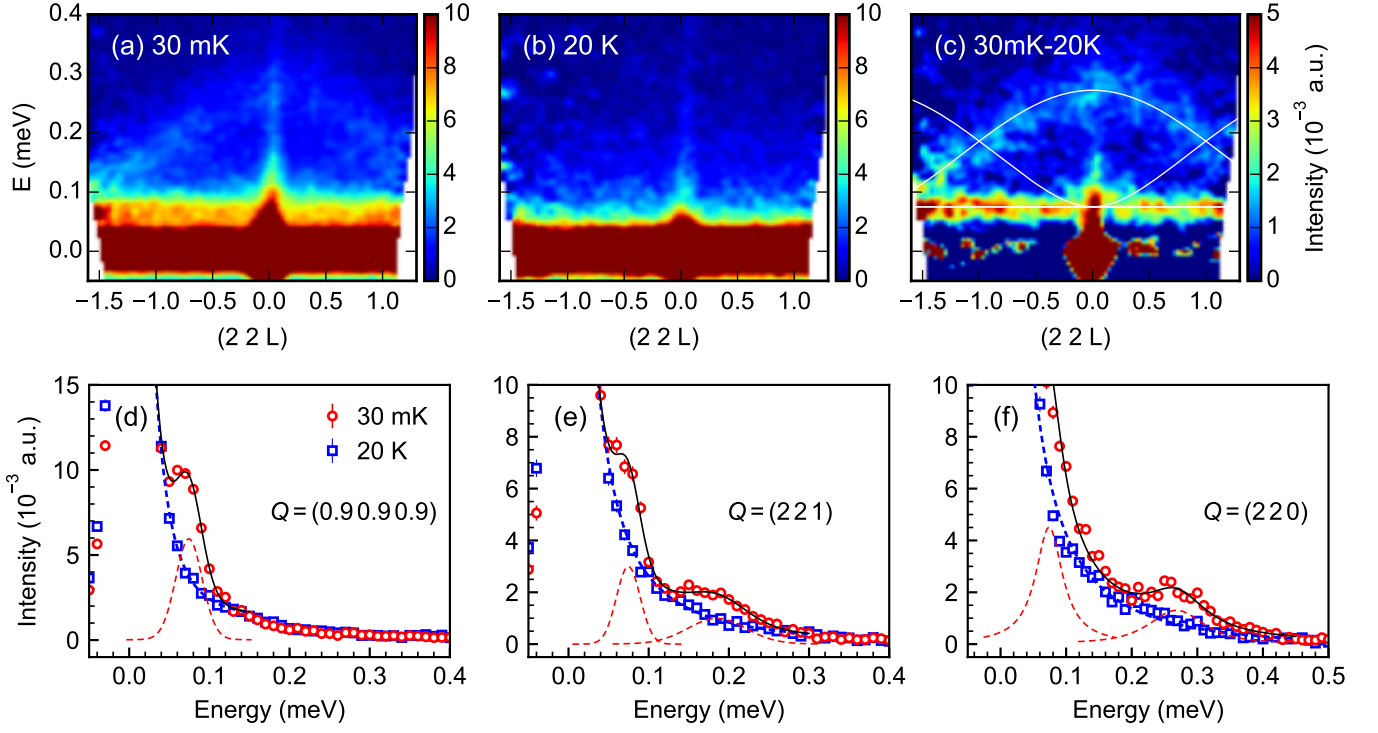 (a) 30 mK
(b) 20 K
(c) 30mK-20K
E (meV)
0.4
0.3
0.2
0.1
0.0
10
8
6
4
2
0
10
8
6
4
2
0
5
4
3
2
1
0
Intensity (10⁻³ a.u.)
−1.5 −1.0 −0.5 0.0 0.5 1.0
−1.5 −1.0 −0.5 0.0 0.5 1.0
−1.5 −1.0 −0.5 0.0 0.5 1.0
(2 2 L)
(2 2 L)
(2 2 L)
Intensity (10⁻³ a.u.)
15
10
5
0
(d)
30 mK
20 K
Q = (0.9 0.9 0.9)
0.0 0.1 0.2 0.3 0.4
Energy (meV)
10
8
6
4
2
0
(e)
Q = (2 2 1)
0.0 0.1 0.2 0.3 0.4
Energy (meV)
10
8
6
4
2
0
(f)
Q = (2 2 0)
0.0 0.1 0.2 0.3 0.4 0.5
Energy (meV)